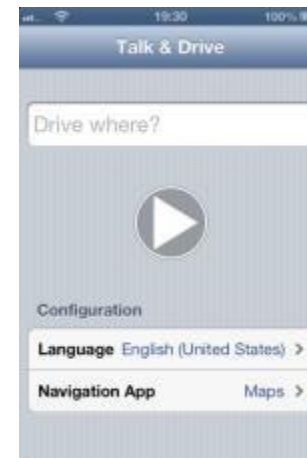 19:30 100%
Talk & Drive
Drive where?
Configuration
Language English (United States) >
Navigation App Maps >